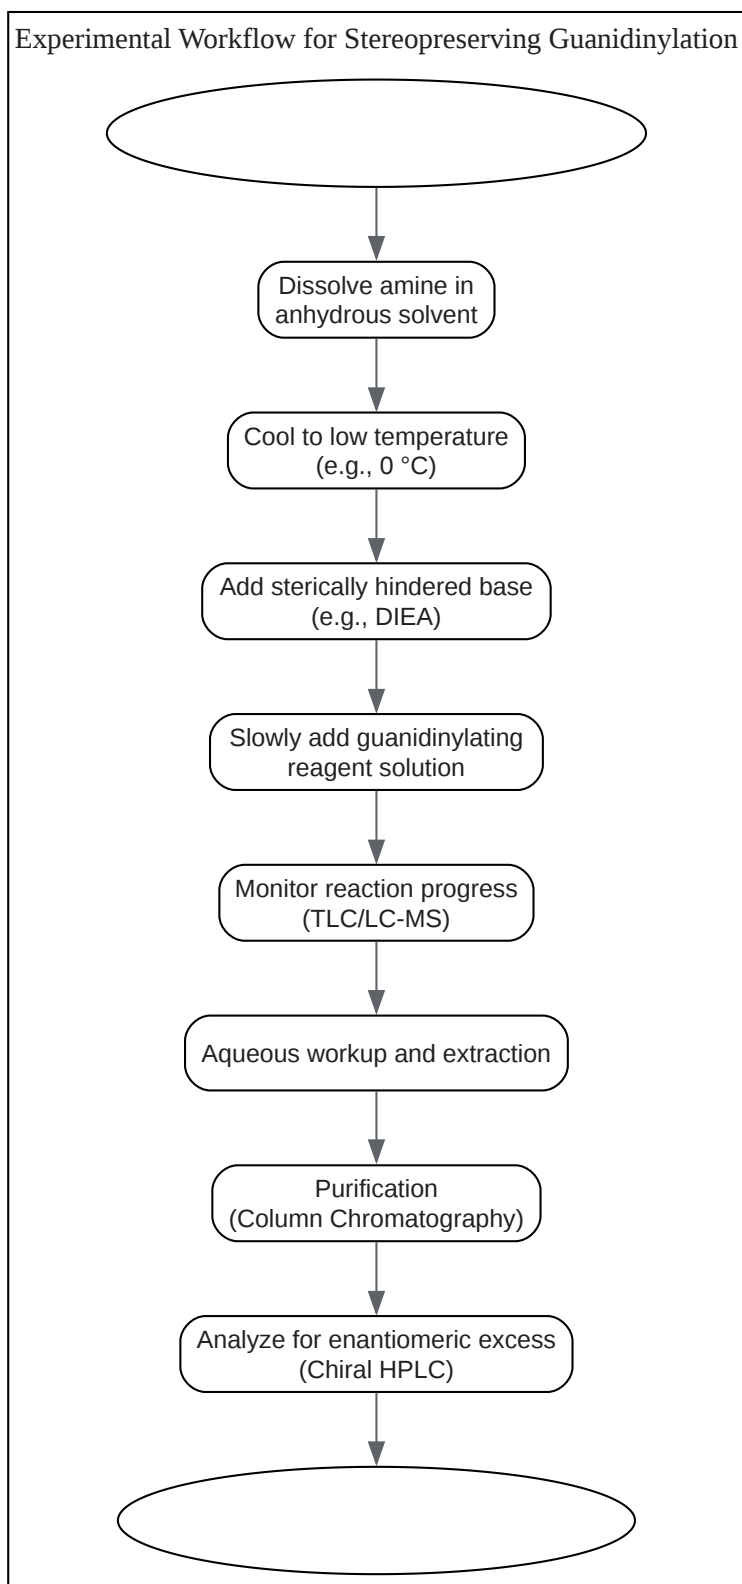 Experimental Workflow for Stereopreserving Guanidinylation
Dissolve amine in
anhydrous solvent
Cool to low temperature
(e.g., 0 °C)
Add sterically hindered base
(e.g., DIEA)
Slowly add guanidinylating
reagent solution
Monitor reaction progress
(TLC/LC-MS)
Aqueous workup and extraction
Purification
(Column Chromatography)
Analyze for enantiomeric excess
(Chiral HPLC)